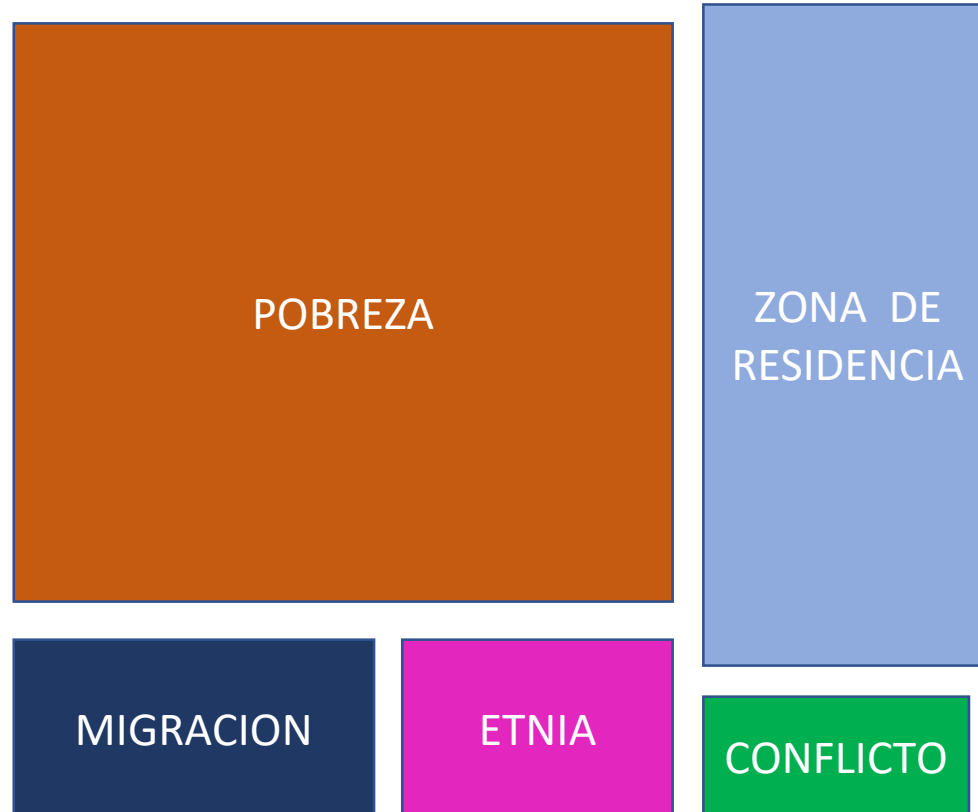 POBREZA
ZONA DE
RESIDENCIA
MIGRACION
ETNIA
CONFLICTO